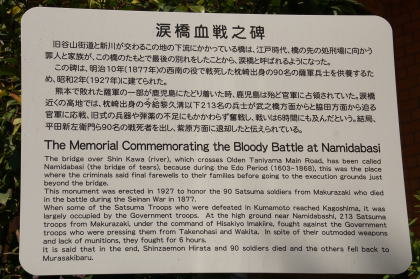 涙橋血戦之碑
旧谷山街道と新川が交わるこの地の下流にかかっている橋は、江戸時代、橋の先の処刑場に向う
罪人と家族が、この橋のたもとで最後の別れをしたことから、涙橋と呼ばれるようになった。
この碑は、明治10年(1877年)の西南の役で戦死した枕崎出身の90名の薩軍兵士を供養するた
め、昭和2年(1927年)に建てられた。
熊本で敗れた薩軍の一部が鹿児島にたどり着いた時、鹿児島は殆ど官軍に占領されていた。涙橋
近くの高地では、枕崎出身の今給黎久清以下213名の兵士が武之橋方面からと脇田方面から迫る
官軍に応戦、旧式の兵器や弾薬の不足にもかかわらず奮戦し、戦いは6時間にも及んだという。結局、
平田新左衛門ら90名の戦死者を出し、紫原方面に退却したと伝えられている。
The Memorial Commemorating the Bloody Battle at Namidabasi
The bridge over Shin Kawa (river), which crosses Olden Taniyama Main Road, has been called
Namidabasi (the bridge of tears), because during the Edo Period (1603–1868), this was the place
where the criminals said final farewells to their families before going to the execution grounds just
beyond the bridge.
This monument was erected in 1927 to honor the 90 Satsuma soldiers from Makurazaki who died
in the battle during the Seinan War in 1877.
When some of the Satsuma Troops who were defeated in Kumamoto reached Kagoshima, it was
largely occupied by the Government troops. At the high ground near Namidabashi, 213 Satsuma
troops from Makurazaki, under the command of Hisakiyo Imakiire, fought against the Government
troops who were pressing them from Takenohasi and Wakita. In spite of their outmoded weapons
and lack of munitions, they fought for 6 hours.
It is said that in the end, Shinzaemon Hirata and 90 soldiers died and the others fell back to
Murasakibaru.